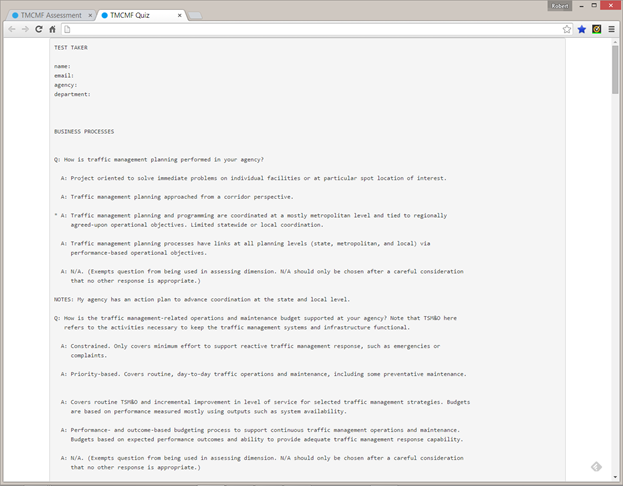 Robert
TMCMF Assessment
TMCMF Quiz
TEST TAKER
name:
email:
agency:
department:
BUSINESS PROCESSES
Q: How is traffic management planning performed in your agency?
A: Project oriented to solve immediate problems on individual facilities or at particular spot location of interest.
A: Traffic management planning approached from a corridor perspective.
* A: Traffic management planning and programming are coordinated at a mostly metropolitan level and tied to regionally
agreed-upon operational objectives. Limited statewide or local coordination.
A: Traffic management planning processes have links at all planning levels (state, metropolitan, and local) via
performance-based operational objectives.
A: N/A. (Exempts question from being used in assessing dimension. N/A should only be chosen after a careful consideration
that no other response is appropriate.)
NOTES: My agency has an action plan to advance coordination at the state and local level.
Q: How is the traffic management-related operations and maintenance budget supported at your agency? Note that TSM&O here
refers to the activities necessary to keep the traffic management systems and infrastructure functional.
A: Constrained. Only covers minimum effort to support reactive traffic management response, such as emergencies or
complaints.
A: Priority-based. Covers routine, day-to-day traffic operations and maintenance, including some preventative maintenance.
A: Covers routine TSM&O and incremental improvement in level of service for selected traffic management strategies. Budgets
are based on performance measured mostly using outputs such as system availability.
A: Performance- and outcome-based budgeting process to support continuous traffic management operations and maintenance.
Budgets based on expected performance outcomes and ability to provide adequate traffic management response capability.
A: N/A. (Exempts question from being used in assessing dimension. N/A should only be chosen after a careful consideration
that no other response is appropriate.)